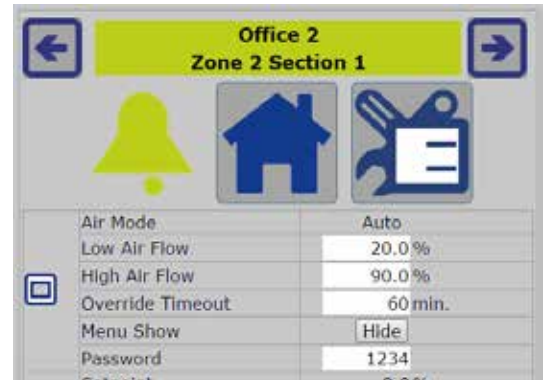 Office 2
Zone 2 Section 1
Air Mode Auto
Low Air Flow 20.0 %
High Air Flow 90.0 %
Override Timeout 60 min.
Menu Show Hide
Password 1234